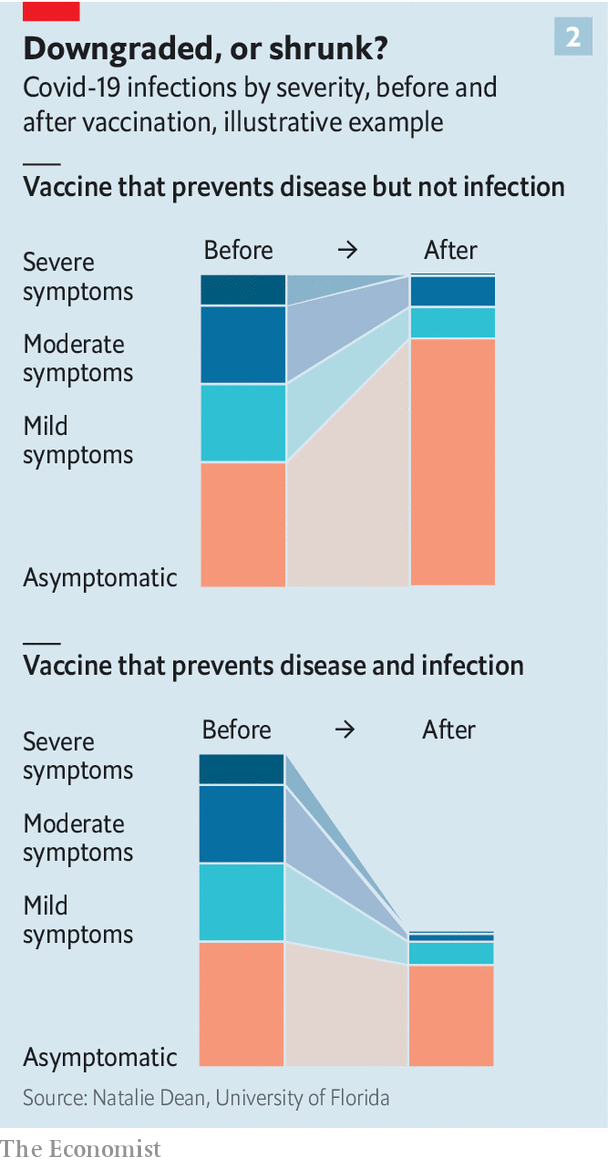 Downgraded, or shrunk?
2
Covid-19 infections by severity, before and
after vaccination, illustrative example
Vaccine that prevents disease but not infection
Before → After
Severe
symptoms
Moderate
symptoms
Mild
symptoms
Asymptomatic
Vaccine that prevents disease and infection
Before → After
Severe
symptoms
Moderate
symptoms
Mild
symptoms
Asymptomatic
Source: Natalie Dean, University of Florida
The Economist